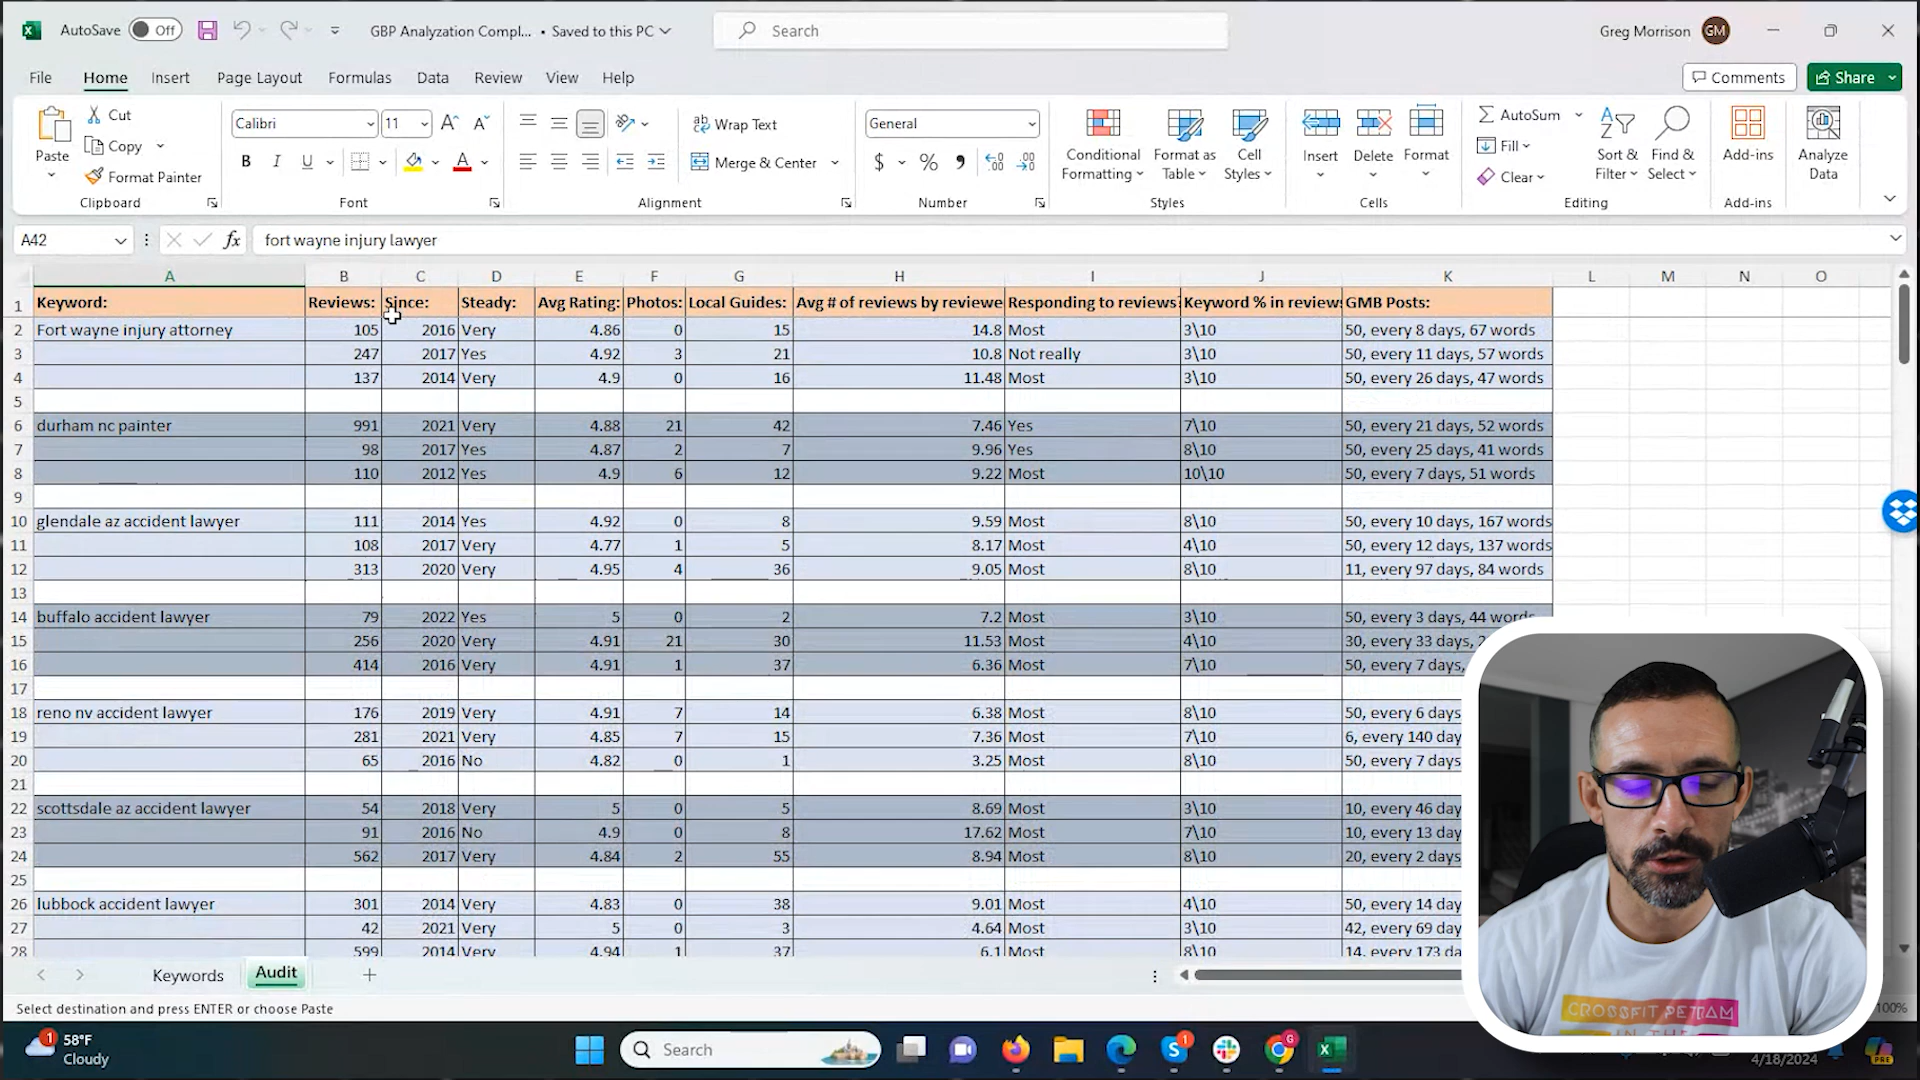 AutoSave Off GBP Analyzation Compl... • Saved to this PC Search Greg Morrison GM
File Home Insert Page Layout Formulas Data Review View Help Comments Share
Paste Cut Copy Format Painter Clipboard
Calibri 11 B I U A Font
Wrap Text Merge & Center Alignment
General $ % Number
Conditional Formatting Format as Table Cell Styles Styles
Insert Delete Format Cells
AutoSum Fill Clear Sort & Filter Find & Select Editing
Add-ins Add-ins
Analyze Data
A42 fx fort wayne injury lawyer
A B C D E F G H I J K L M N O
1 Keyword: Reviews: Since: Steady: Avg Rating: Photos: Local Guides: Avg # of reviews by reviewe Responding to reviews? Keyword % in review GMB Posts:
2 Fort wayne injury attorney 105 2016 Very 4.86 0 15 14.8 Most 3\10 50, every 8 days, 67 words
3 247 2017 Yes 4.92 3 21 10.8 Not really 3\10 50, every 11 days, 57 words
4 137 2014 Very 4.9 0 16 11.48 Most 3\10 50, every 26 days, 47 words
5
6 durham nc painter 991 2021 Very 4.88 21 42 7.46 Yes 7\10 50, every 21 days, 52 words
7 98 2017 Yes 4.87 2 7 9.96 Yes 8\10 50, every 25 days, 41 words
8 110 2012 Yes 4.9 6 12 9.22 Most 10\10 50, every 7 days, 51 words
9
10 glendale az accident lawyer 111 2014 Yes 4.92 0 8 9.59 Most 8\10 50, every 10 days, 167 words
11 108 2017 Very 4.77 1 5 8.17 Most 4\10 50, every 12 days, 137 words
12 313 2020 Very 4.95 4 36 9.05 Most 8\10 11, every 97 days, 84 words
13
14 buffalo accident lawyer 79 2022 Yes 5 0 2 7.2 Most 3\10 50, every 3 days, 44 words
15 256 2020 Very 4.91 21 30 11.53 Most 4\10 30, every 33 days, 2
16 414 2016 Very 4.91 1 37 6.36 Most 7\10 50, every 7 days,
17
18 reno nv accident lawyer 176 2019 Very 4.91 7 14 6.38 Most 8\10 50, every 6 days
19 281 2021 Very 4.85 7 15 7.36 Most 7\10 6, every 140 day
20 65 2016 No 4.82 0 1 3.25 Most 8\10 50, every 7 days
21
22 scottsdale az accident lawyer 54 2018 Very 5 0 5 8.69 Most 3\10 10, every 46 day
23 91 2016 No 4.9 0 8 17.62 Most 7\10 10, every 13 day
24 562 2017 Very 4.84 2 55 8.94 Most 8\10 20, every 2 days
25
26 lubbock accident lawyer 301 2014 Very 4.83 0 38 9.01 Most 4\10 50, every 14 day
27 42 2021 Very 5 0 3 4.64 Most 3\10 42, every 69 day
28 599 2014 Very 4.94 1 37 6.1 Most 8\10 14, every 173 da
Keywords Audit
Select destination and press ENTER or choose Paste 100%
CROSSFIT
IN THE
1 58°F
Cloudy
Search
1
G
4/18/2024
PRE